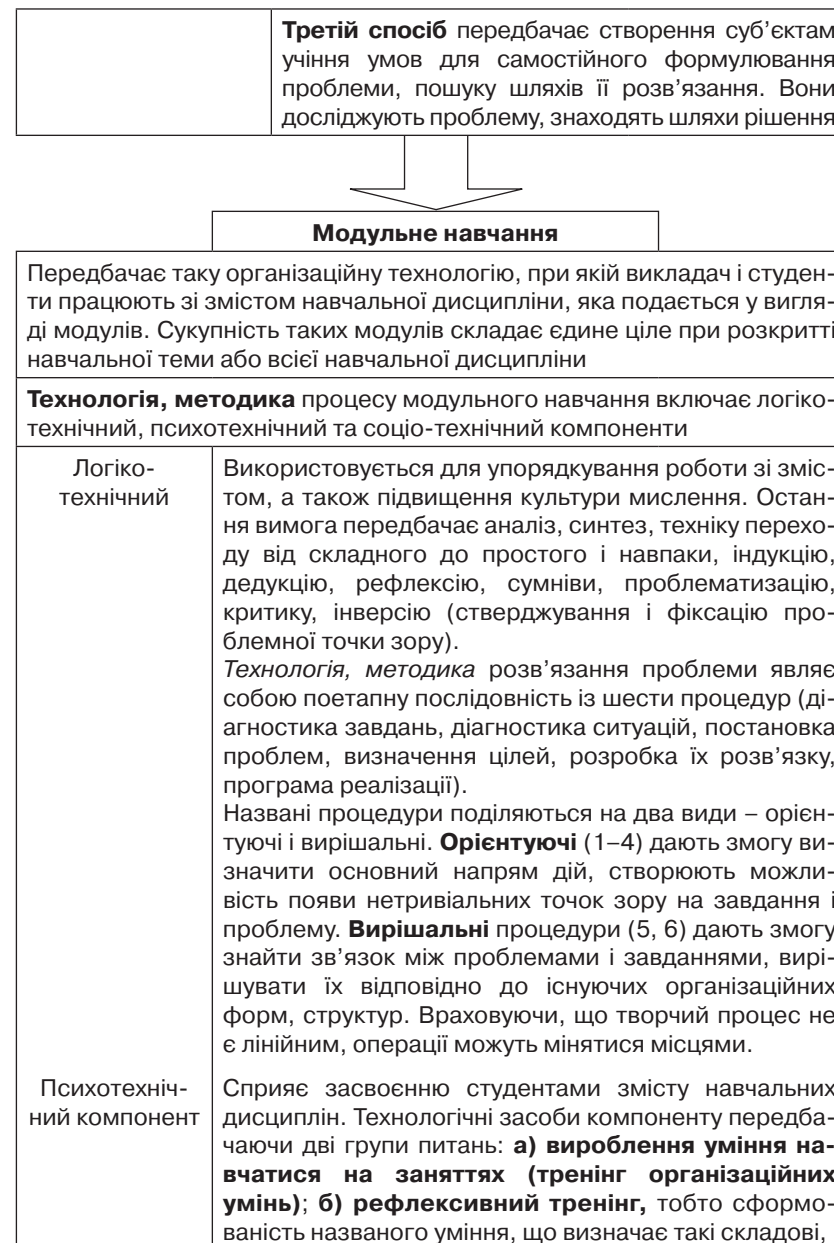 Третій спосіб передбачає створення суб’єктам
учіння умов для самостійного формулювання
проблеми, пошуку шляхів її розв’язання. Вони
досліджують проблему, знаходять шляхи рішення
Модульне навчання
Передбачає таку організаційну технологію, при якій викладач і студен-
ти працюють зі змістом навчальної дисципліни, яка подається у вигля-
ді модулів. Сукупність таких модулів складає єдине ціле при розкритті
навчальної теми або всієї навчальної дисципліни
Технологія, методика процесу модульного навчання включає логіко-
технічний, психотехнічний та соціо-технічний компоненти
Логіко-
технічний
Використовується для упорядкування роботи зі зміс-
том, а також підвищення культури мислення. Остан-
ня вимога передбачає аналіз, синтез, техніку перехо-
ду від складного до простого і навпаки, індукцію,
дедукцію, рефлексію, сумніви, проблематизацію,
критику, інверсію (стверджування і фіксацію про-
блемної точки зору).
Технологія, методика розв’язання проблеми являє
собою поетапну послідовність із шести процедур (ді-
агностика завдань, діагностика ситуацій, постановка
проблем, визначення цілей, розробка їх розв’язку,
програма реалізації).
Названі процедури поділяються на два види – орієн-
туючі і вирішальні. Орієнтуючі (1–4) дають змогу ви-
значити основний напрям дій, створюють можли-
вість появи нетривіальних точок зору на завдання і
проблему. Вирішальні процедури (5, 6) дають змогу
знайти зв’язок між проблемами і завданнями, вирі-
шувати їх відповідно до існуючих організаційних
форм, структур. Враховуючи, що творчий процес не
є лінійним, операції можуть мінятися місцями.
Психотехніч-
ний компонент
Сприяє засвоєнню студентами змісту навчальних
дисциплін. Технологічні засоби компоненту передба-
чаючи дві групи питань: а) вироблення уміння на-
вчатися на заняттях (тренінг організаційних
умінь); б) рефлексивний тренінг, тобто сформо-
ваність названого уміння, що визначає такі складові,